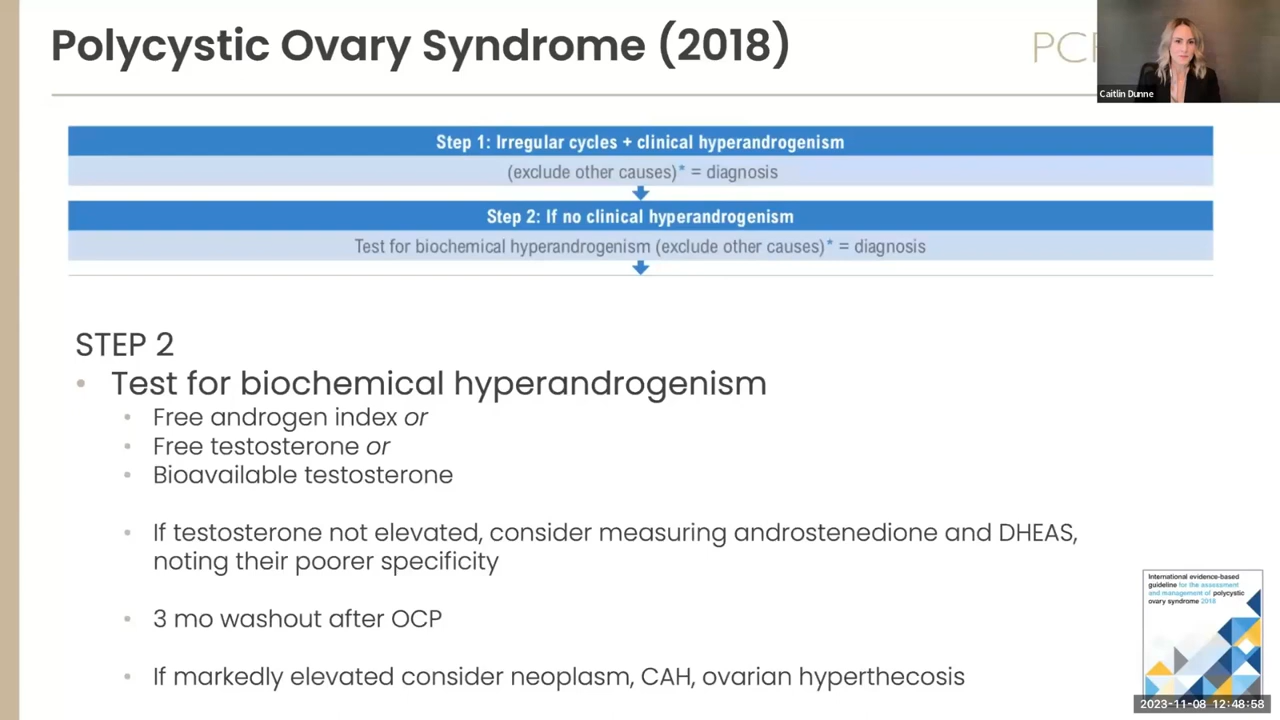 Polycystic Ovary Syndrome (2018)
PCR
Caitlin Dunne
Step 1: Irregular cycles + clinical hyperandrogenism
(exclude other causes)* = diagnosis
Step 2: If no clinical hyperandrogenism
Test for biochemical hyperandrogenism (exclude other causes)* = diagnosis
STEP 2
• Test for biochemical hyperandrogenism
• Free androgen index or
• Free testosterone or
• Bioavailable testosterone
• If testosterone not elevated, consider measuring androstenedione and DHEAS,
noting their poorer specificity
• 3 mo washout after OCP
• If markedly elevated consider neoplasm, CAH, ovarian hyperthecosis
International evidence-based
guideline for the assessment
and management of polycystic
ovary syndrome 2018
2023-11-08 12:48:58